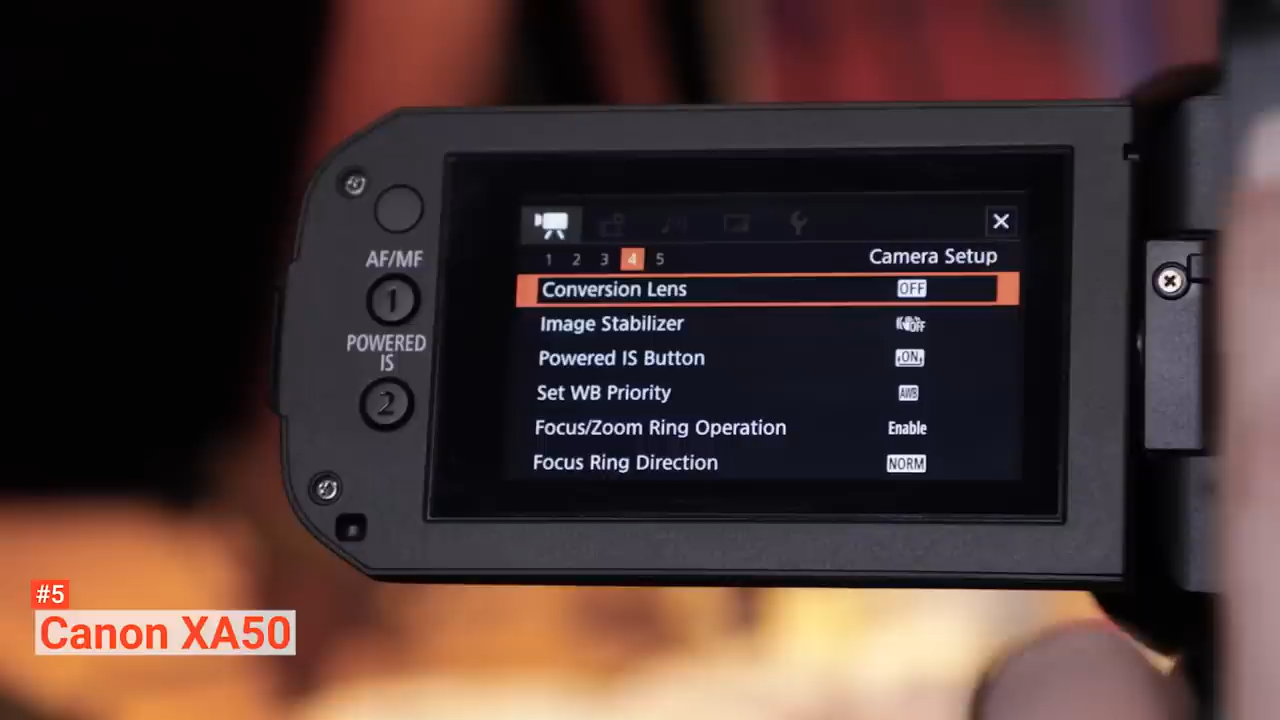 AF/MF
1
POWERED
IS
2
1 2 3 4 5
Camera Setup
Conversion Lens OFF
Image Stabilizer OFF
Powered IS Button ON
Set WB Priority AWB
Focus/Zoom Ring Operation Enable
Focus Ring Direction NORM
#5
Canon XA50